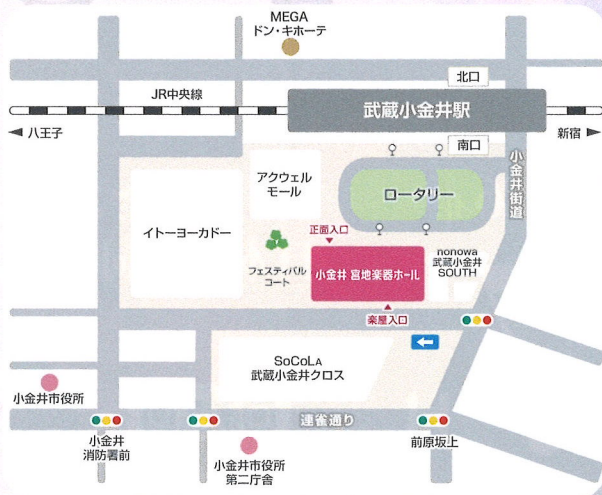 MEGA
ドン・キホーテ
北口
JR中央線
武蔵小金井駅
八王子
新宿
南口
小金井街道
アクウェル
モール
ロータリー
イトーヨーカドー
正面入口
フェスティバル
コート
小金井 宮地楽器ホール
nonowa
武蔵小金井
SOUTH
楽屋入口
SoCoLA
武蔵小金井クロス
小金井市役所
連雀通り
小金井
消防署前
前原坂上
小金井市役所
第二庁舎